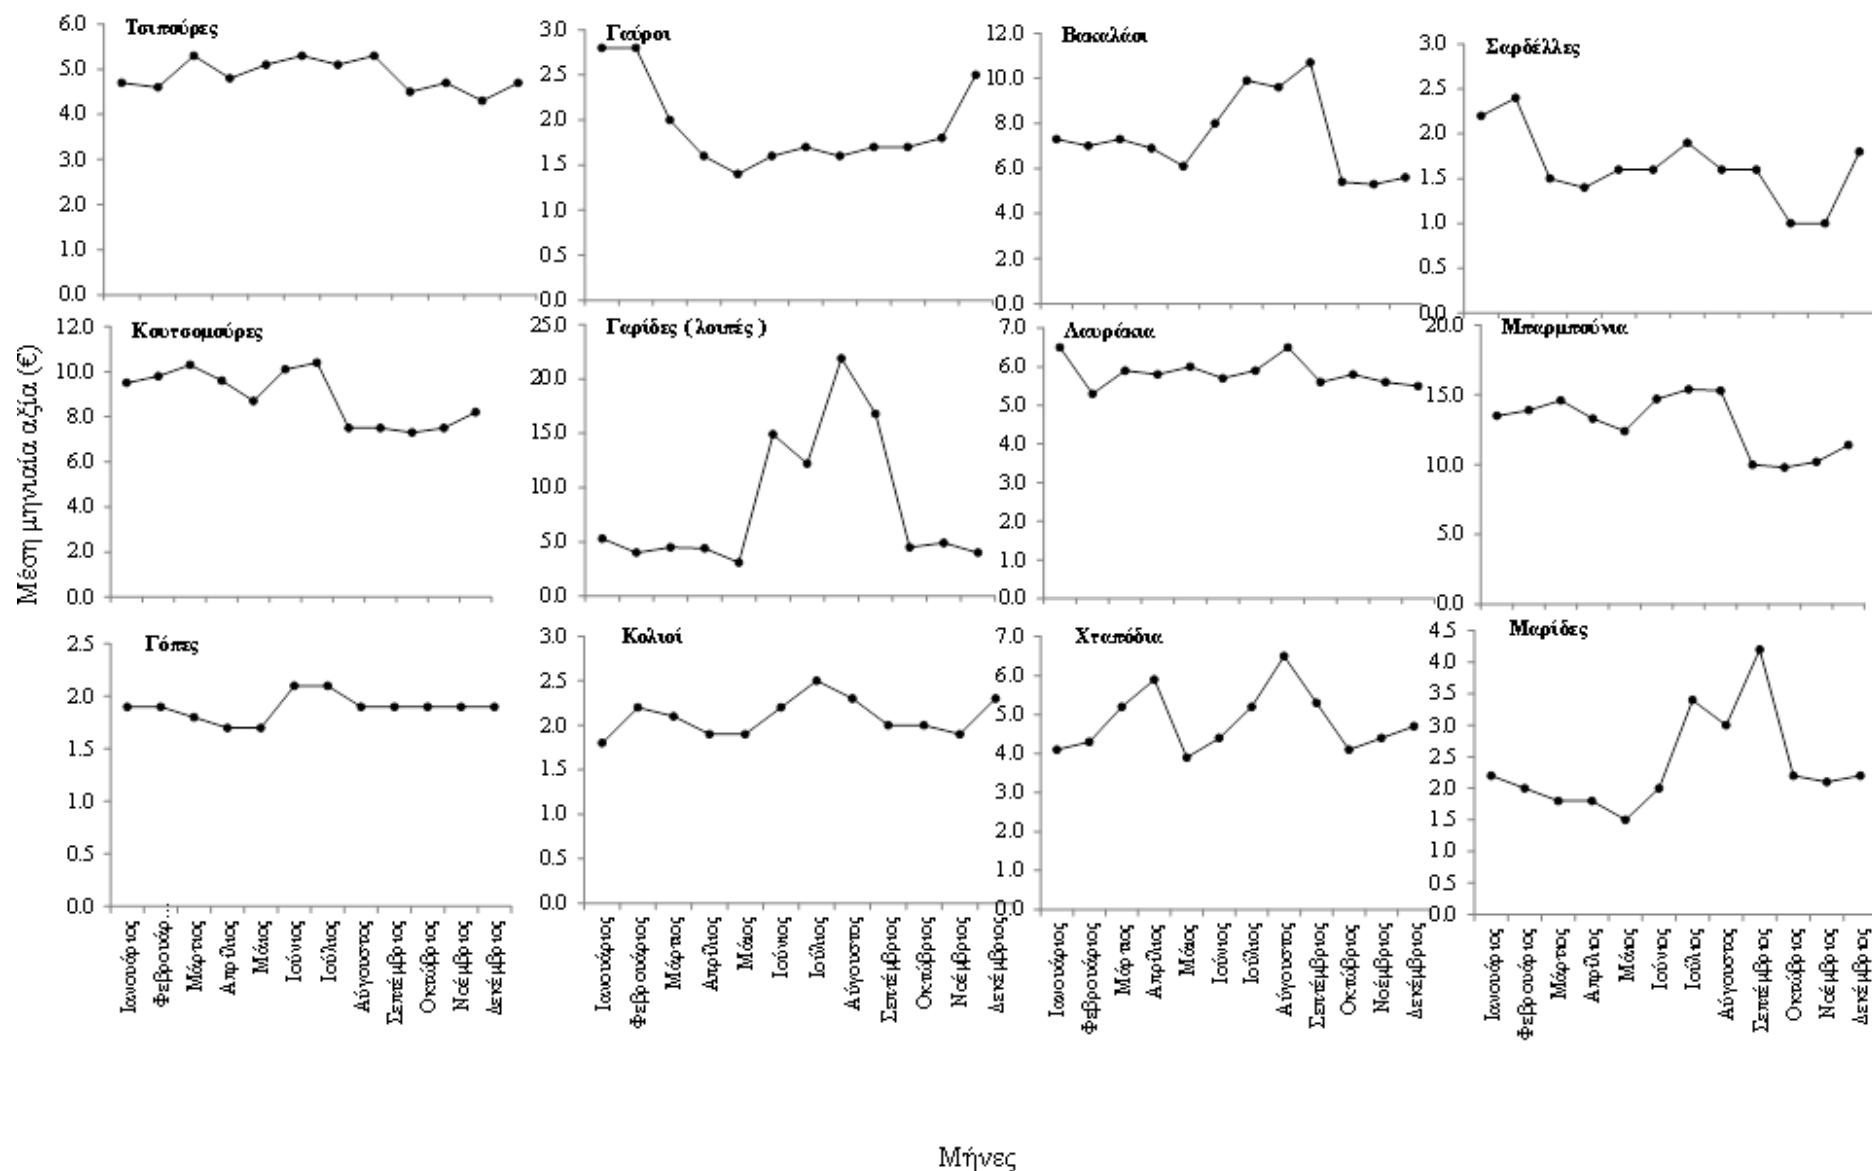 Τσιπούρες
6.0
5.0
4.0
3.0
2.0
1.0
0.0
Γαύροι
3.0
2.5
2.0
1.5
1.0
0.5
0.0
Βακαλάοι
12.0
10.0
8.0
6.0
4.0
2.0
0.0
Σαρδέλλες
3.0
2.5
2.0
1.5
1.0
0.5
0.0
Μέση μηνιαία αξία (€)
Κουτσομούρες
12.0
10.0
8.0
6.0
4.0
2.0
0.0
Γαρίδες ( λοιπές )
25.0
20.0
15.0
10.0
5.0
0.0
Λαυράκια
7.0
6.0
5.0
4.0
3.0
2.0
1.0
0.0
Μπαρμπούνια
20.0
15.0
10.0
5.0
0.0
Γόπες
2.5
2.0
1.5
1.0
0.5
0.0
Ιανουάριος
Φεβρουάρ...
Μάρτιος
Απρίλιος
Μάιος
Ιούνιος
Ιούλιος
Αύγουστος
Σεπτέμβριος
Οκτώβριος
Νοέμβριος
Δεκέμβριος
Κολιοί
3.0
2.5
2.0
1.5
1.0
0.5
0.0
Ιανουάριος
Φεβρουάριος
Μάρτιος
Απρίλιος
Μάιος
Ιούνιος
Ιούλιος
Αύγουστος
Σεπτέμβριος
Οκτώβριος
Νοέμβριος
Δεκέμβριος
Χταπόδια
7.0
6.0
5.0
4.0
3.0
2.0
1.0
0.0
Ιανουάριος
Φεβρουάριος
Μάρτιος
Απρίλιος
Μάιος
Ιούνιος
Ιούλιος
Αύγουστος
Σεπτέμβριος
Οκτώβριος
Νοέμβριος
Δεκέμβριος
Μαρίδες
4.5
4.0
3.5
3.0
2.5
2.0
1.5
1.0
0.5
0.0
Ιανουάριος
Φεβρουάριος
Μάρτιος
Απρίλιος
Μάιος
Ιούνιος
Ιούλιος
Αύγουστος
Σεπτέμβριος
Οκτώβριος
Νοέμβριος
Δεκέμβριος
Μήνες